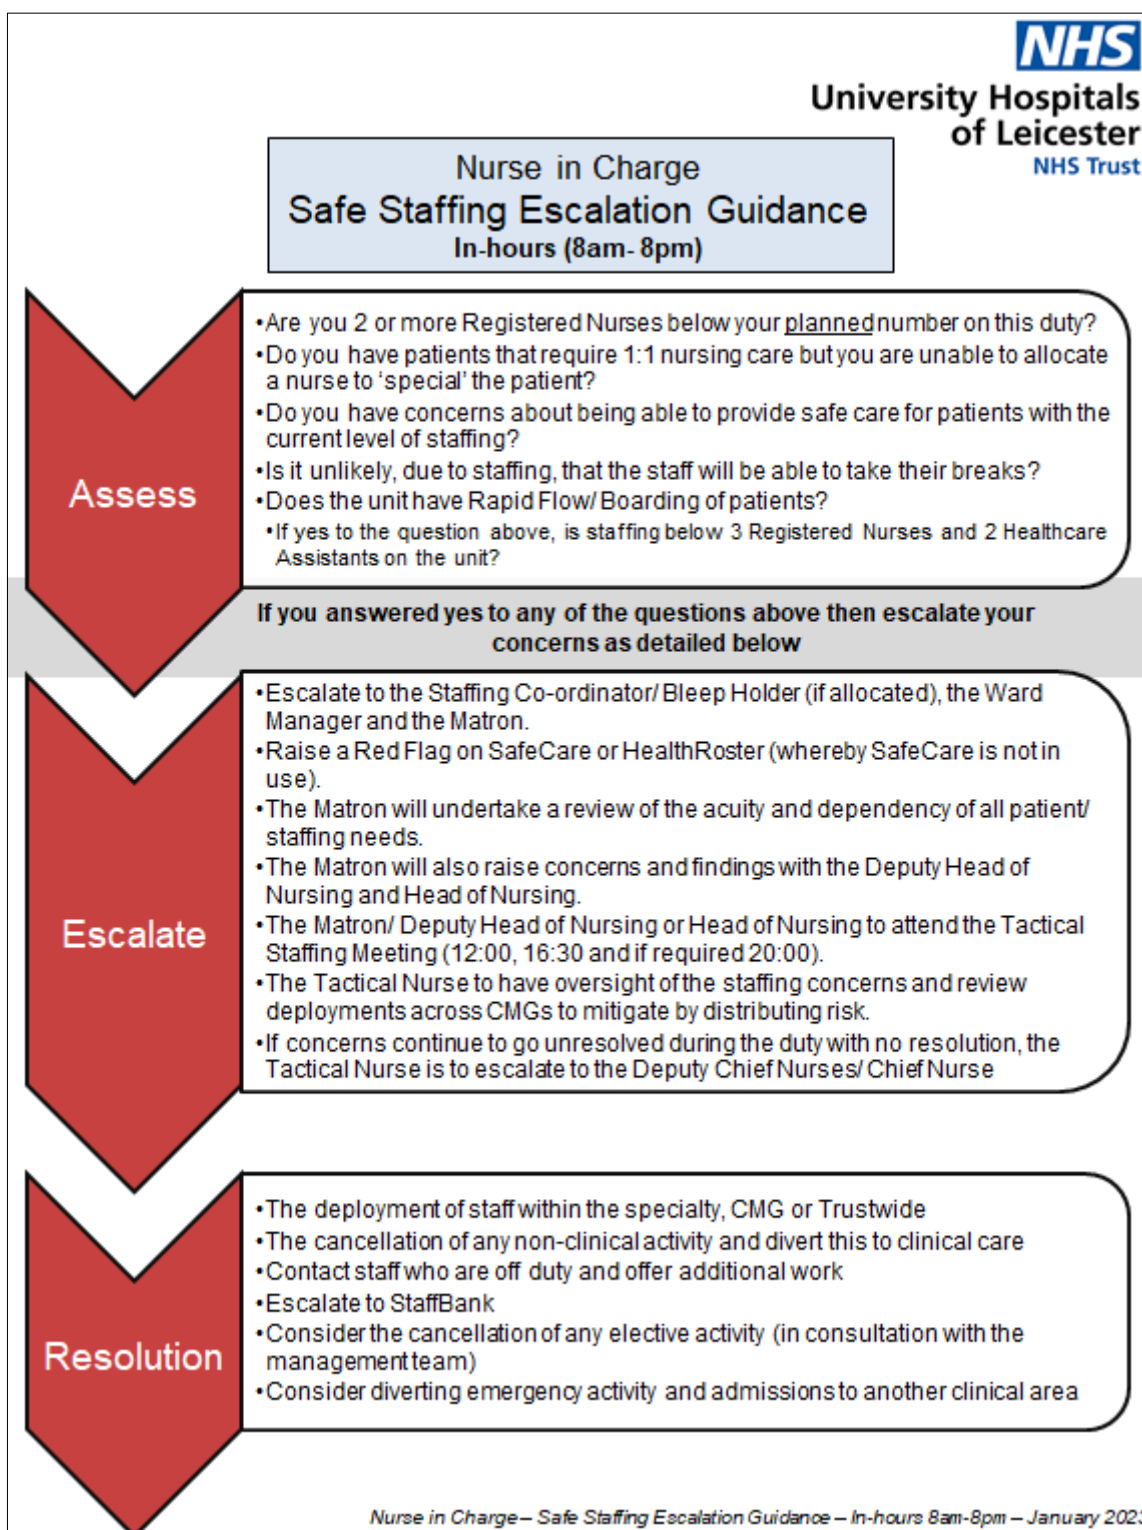 NHS
University Hospitals
of Leicester
NHS Trust
Nurse in Charge
Safe Staffing Escalation Guidance
In-hours (8am- 8pm)
Assess
•Are you 2 or more Registered Nurses below your planned number on this duty?
•Do you have patients that require 1:1 nursing care but you are unable to allocate
a nurse to ‘special’ the patient?
•Do you have concerns about being able to provide safe care for patients with the
current level of staffing?
•Is it unlikely, due to staffing, that the staff will be able to take their breaks?
•Does the unit have Rapid Flow/ Boarding of patients?
•If yes to the question above, is staffing below 3 Registered Nurses and 2 Healthcare
Assistants on the unit?
If you answered yes to any of the questions above then escalate your
concerns as detailed below
Escalate
•Escalate to the Staffing Co-ordinator/ Bleep Holder (if allocated), the Ward
Manager and the Matron.
•Raise a Red Flag on SafeCare or HealthRoster (whereby SafeCare is not in
use).
•The Matron will undertake a review of the acuity and dependency of all patient/
staffing needs.
•The Matron will also raise concerns and findings with the Deputy Head of
Nursing and Head of Nursing.
•The Matron/ Deputy Head of Nursing or Head of Nursing to attend the Tactical
Staffing Meeting (12:00, 16:30 and if required 20:00).
•The Tactical Nurse to have oversight of the staffing concerns and review
deployments across CMGs to mitigate by distributing risk.
•If concerns continue to go unresolved during the duty with no resolution, the
Tactical Nurse is to escalate to the Deputy Chief Nurses/ Chief Nurse
Resolution
•The deployment of staff within the specialty, CMG or Trustwide
•The cancellation of any non-clinical activity and divert this to clinical care
•Contact staff who are off duty and offer additional work
•Escalate to StaffBank
•Consider the cancellation of any elective activity (in consultation with the
management team)
•Consider diverting emergency activity and admissions to another clinical area
Nurse in Charge – Safe Staffing Escalation Guidance – In-hours 8am-8pm – January 2023